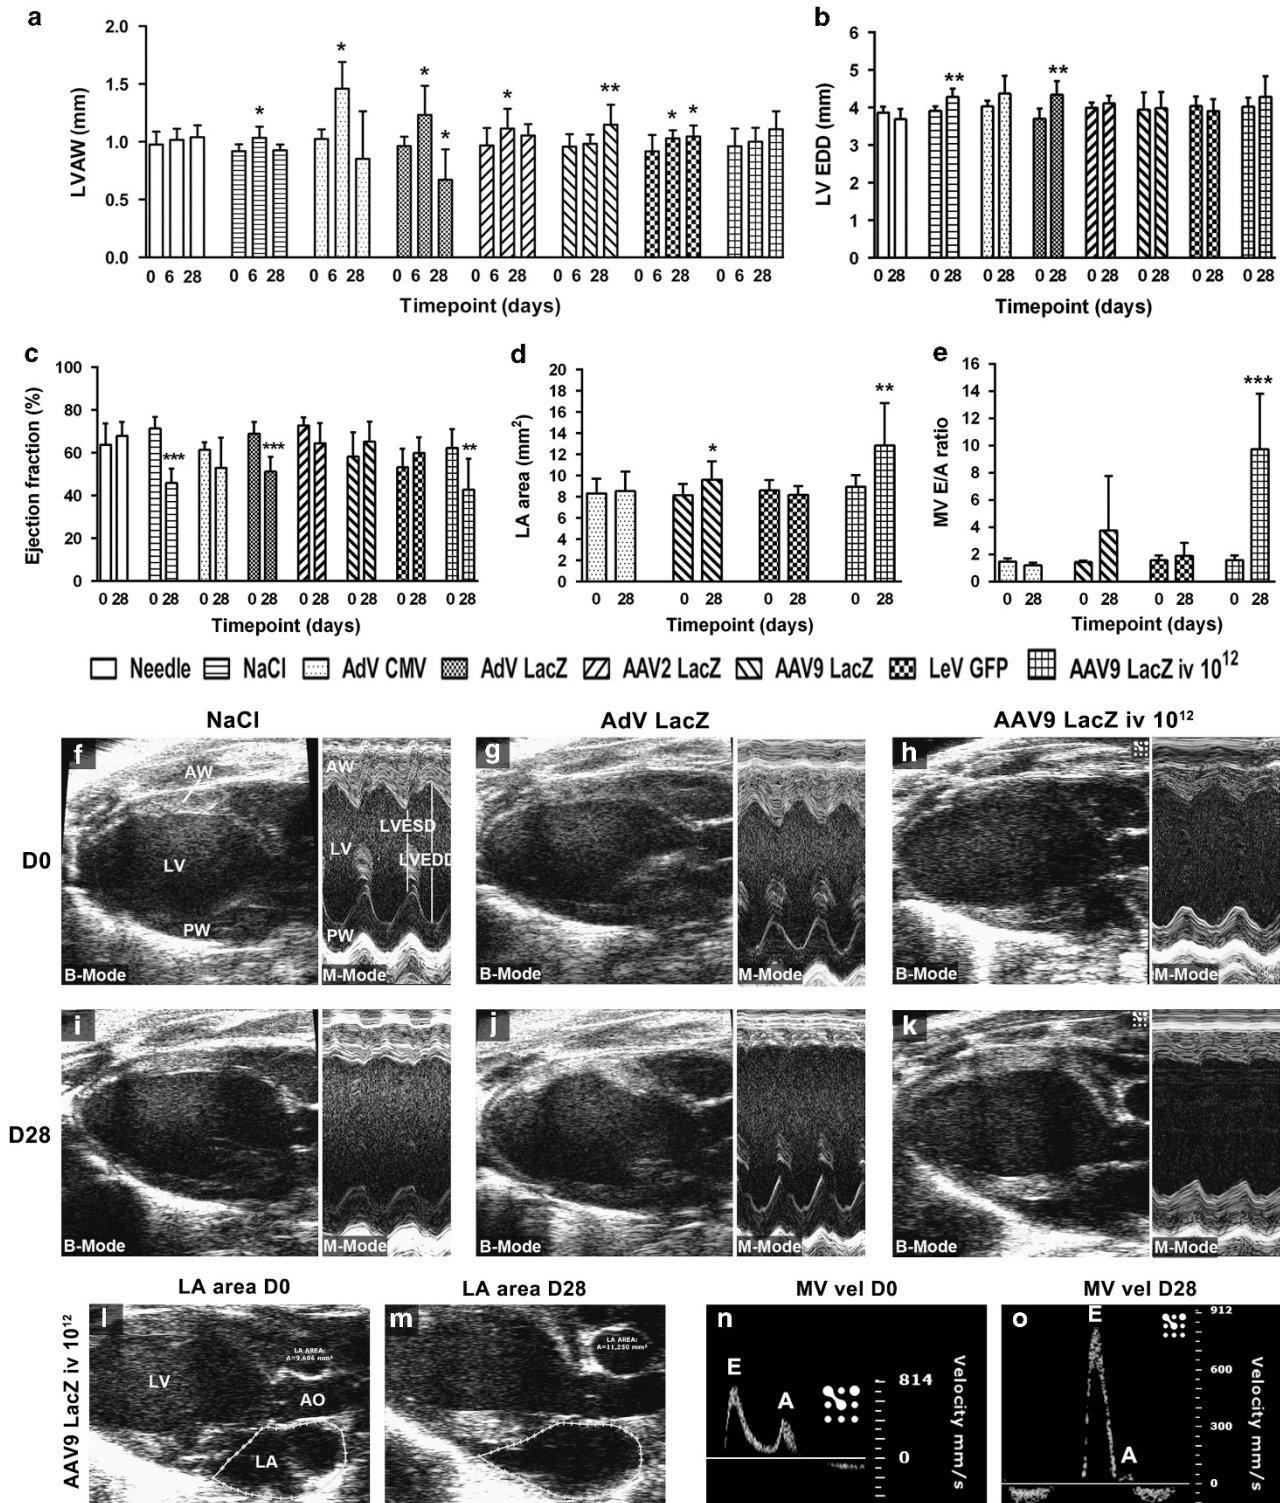 a
2.0
1.5
1.0
0.5
0.0
LVAW (mm)
* * * * * * ** * *
0 6 28 0 6 28 0 6 28 0 6 28 0 6 28 0 6 28 0 6 28 0 6 28
Timepoint (days)
b
6
5
4
3
2
1
0
LV EDD (mm)
** **
0 28 0 28 0 28 0 28 0 28 0 28 0 28 0 28
Timepoint (days)
c
100
80
60
40
20
0
Ejection fraction (%)
*** *** **
0 28 0 28 0 28 0 28 0 28 0 28 0 28 0 28
Timepoint (days)
d
20
18
16
14
12
10
8
6
4
2
0
LA area (mm²)
* **
0 28 0 28 0 28 0 28
Timepoint (days)
e
16
14
12
10
8
6
4
2
0
MV E/A ratio
***
0 28 0 28 0 28 0 28
Timepoint (days)
Needle NaCl AdV CMV AdV LacZ AAV2 LacZ AAV9 LacZ LeV GFP AAV9 LacZ iv 10¹²
NaCl AdV LacZ AAV9 LacZ iv 10¹²
D0
f
AW
LV
PW
B-Mode
AW
LVESD
LV
LVEDD
PW
M-Mode
g
B-Mode
M-Mode
h
B-Mode
M-Mode
D28
i
B-Mode
M-Mode
j
B-Mode
M-Mode
k
B-Mode
M-Mode
LA area D0 LA area D28 MV vel D0 MV vel D28
AAV9 LacZ iv 10¹²
l
LA AREA:
A=9,606 mm²
LV
AO
LA
m
LA AREA:
A=11,250 mm²
n
E
A
814
0
Velocity mm/s
o
E
A
912
600
300
0
Velocity mm/s